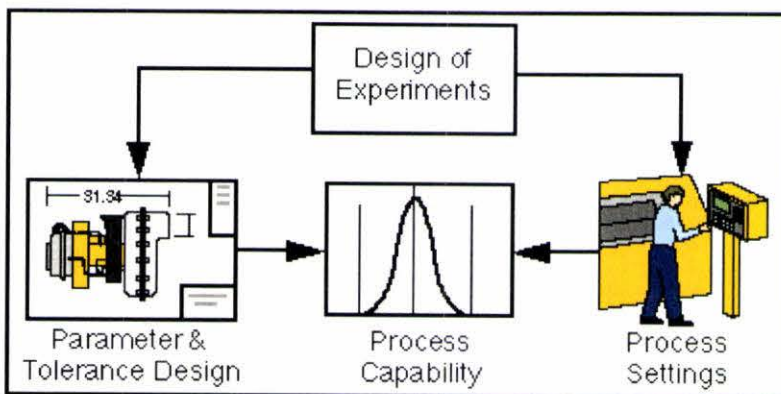 Design of
Experiments
31.34
Parameter &
Tolerance Design
Process
Capability
Process
Settings